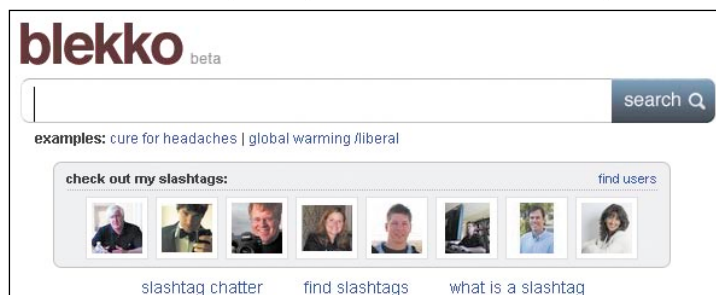 blekko beta
search
examples: cure for headaches | global warming /liberal
check out my slashtags: find users
slashtag chatter find slashtags what is a slashtag